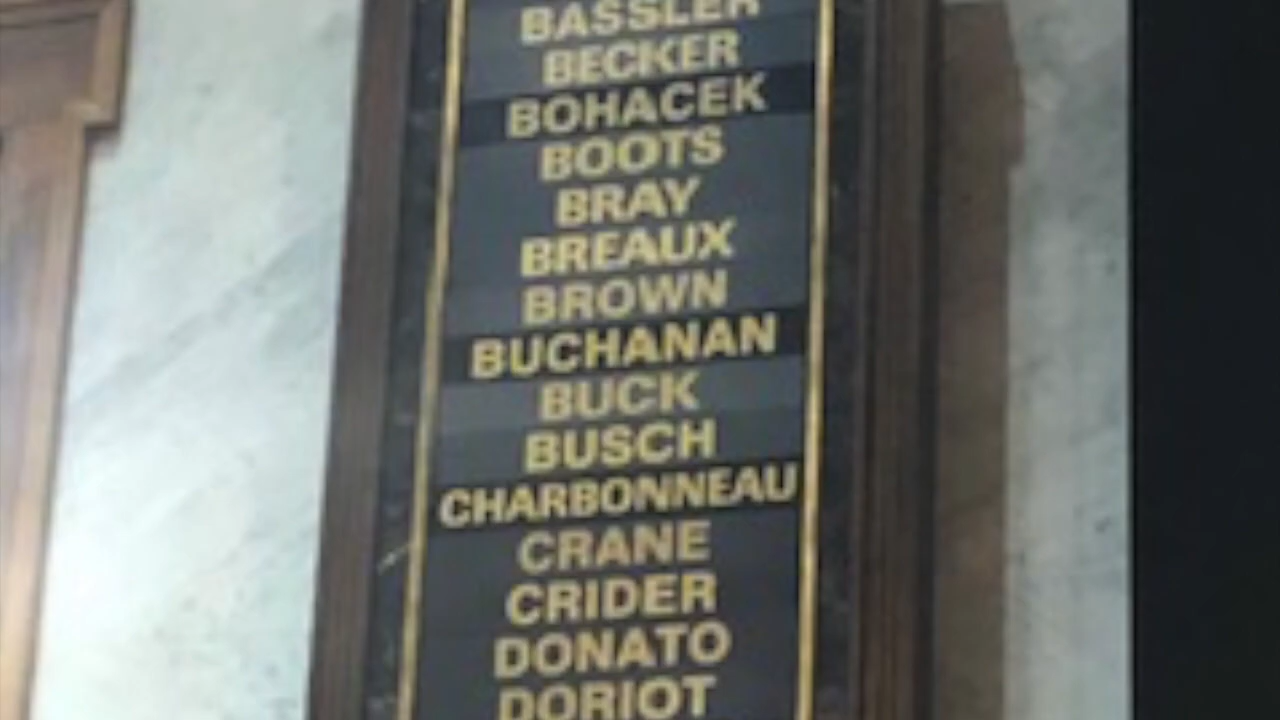 BASSLER
BECKER
BOHACEK
BOOTS
BRAY
BREAUX
BROWN
BUCHANAN
BUCK
BUSCH
CHARBONNEAU
CRANE
CRIDER
DONATO
DORIOT